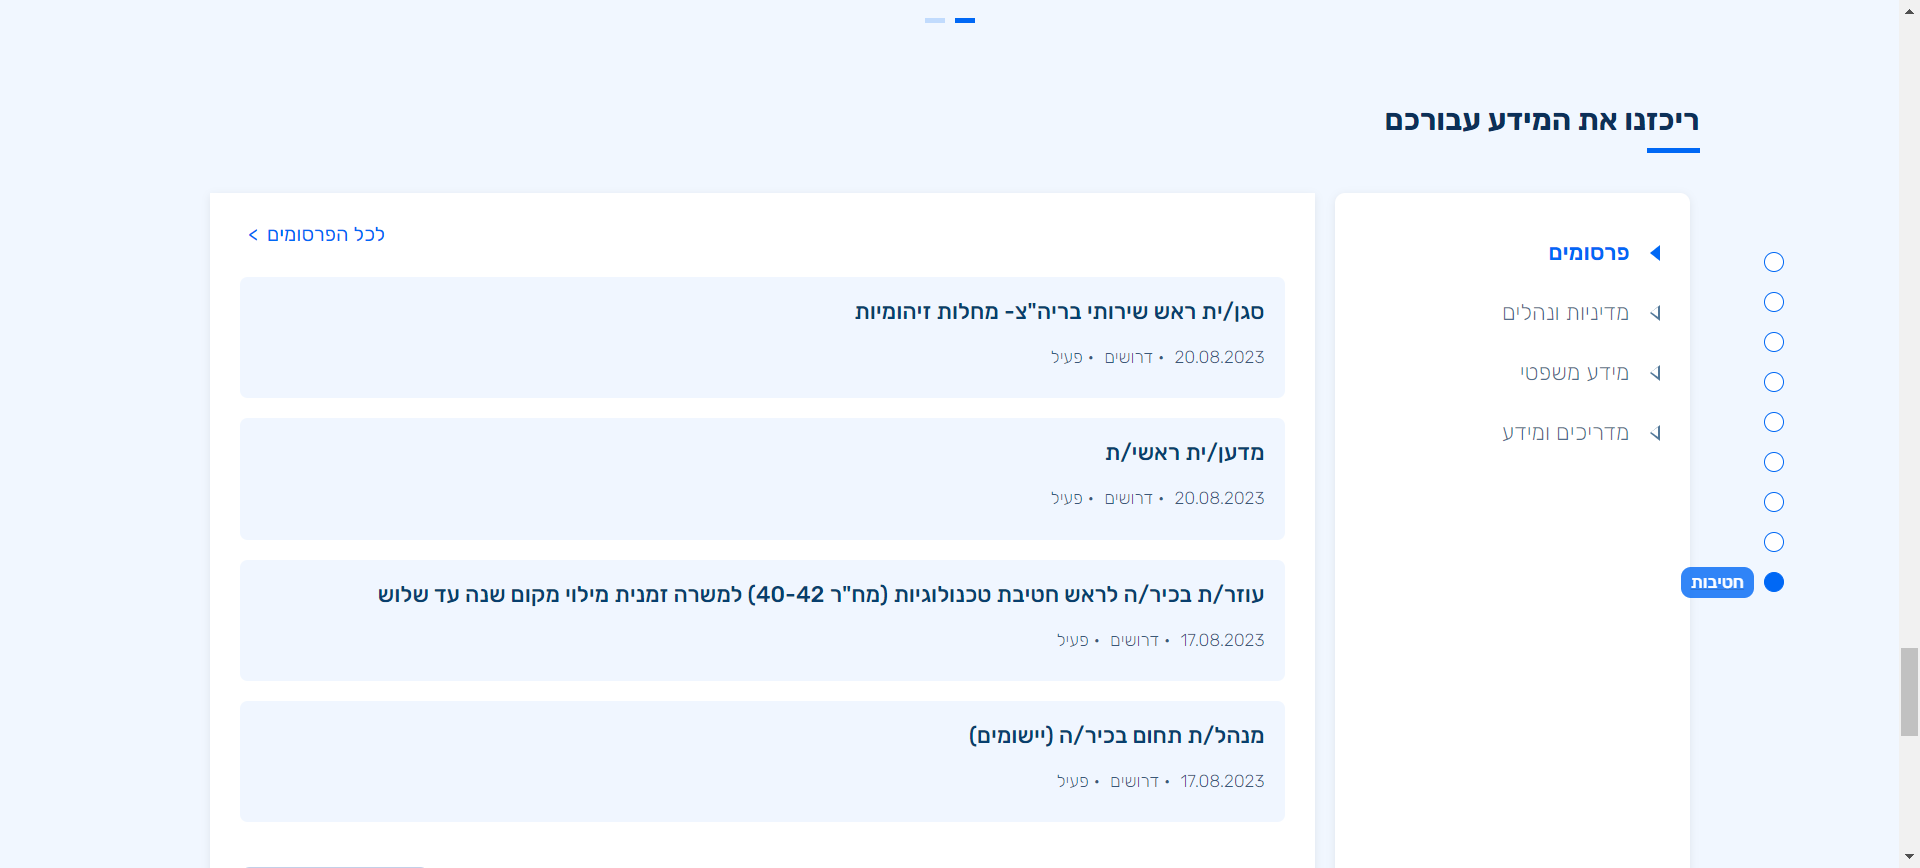 ריכזנו את המידע עבורכם
פרסומים
מדיניות ונהלים
מידע משפטי
מדריכים ומידע
חטיבות
לכל הפרסומים >
סגן/ית ראש שירותי בריה"צ- מחלות זיהומיות
20.08.2023 • דרושים • פעיל
מדען/ית ראשי/ת
20.08.2023 • דרושים • פעיל
עוזר/ת בכיר/ה לראש חטיבת טכנולוגיות (מח"ר 40-42) למשרה זמנית מילוי מקום שנה עד שלוש
17.08.2023 • דרושים • פעיל
מנהל/ת תחום בכיר/ה (יישומים)
17.08.2023 • דרושים • פעיל